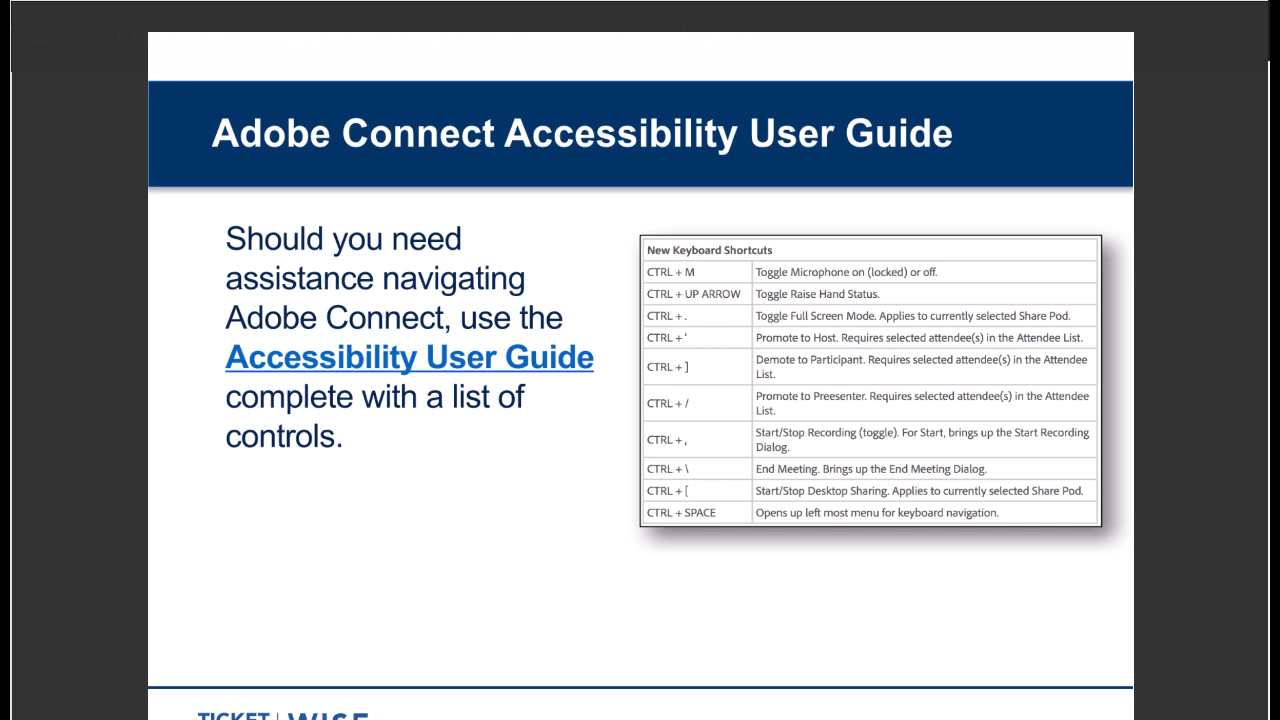 Adobe Connect Accessibility User Guide
Should you need
assistance navigating
Adobe Connect, use the
Accessibility User Guide
complete with a list of
controls.
New Keyboard Shortcuts
CTRL + M Toggle Microphone on (locked) or off.
CTRL + UP ARROW Toggle Raise Hand Status.
CTRL + . Toggle Full Screen Mode. Applies to currently selected Share Pod.
CTRL + ' Promote to Host. Requires selected attendee(s) in the Attendee List.
CTRL + ] Demote to Participant. Requires selected attendee(s) in the Attendee
List.
CTRL + / Promote to Preesenter. Requires selected attendee(s) in the Attendee
List.
CTRL + , Start/Stop Recording (toggle). For Start, brings up the Start Recording
Dialog.
CTRL + \ End Meeting. Brings up the End Meeting Dialog.
CTRL + [ Start/Stop Desktop Sharing. Applies to currently selected Share Pod.
CTRL + SPACE Opens up left most menu for keyboard navigation.
TICKET | WISE